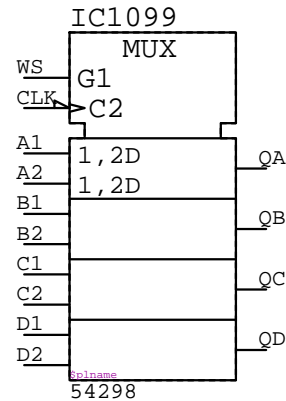 IC1099
MUX
WS
G1
CLK
C2
A1
1,2D
QA
A2
1,2D
B1
QB
B2
C1
QC
C2
D1
QD
D2
$plname
54298